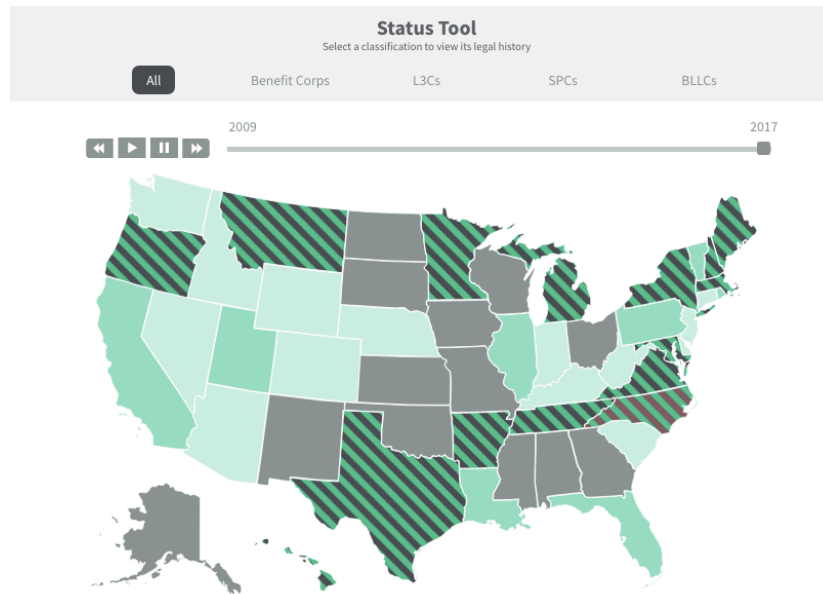 Status Tool
Select a classification to view its legal history
All Benefit Corps L3Cs SPCs BLLCs
2009 2017